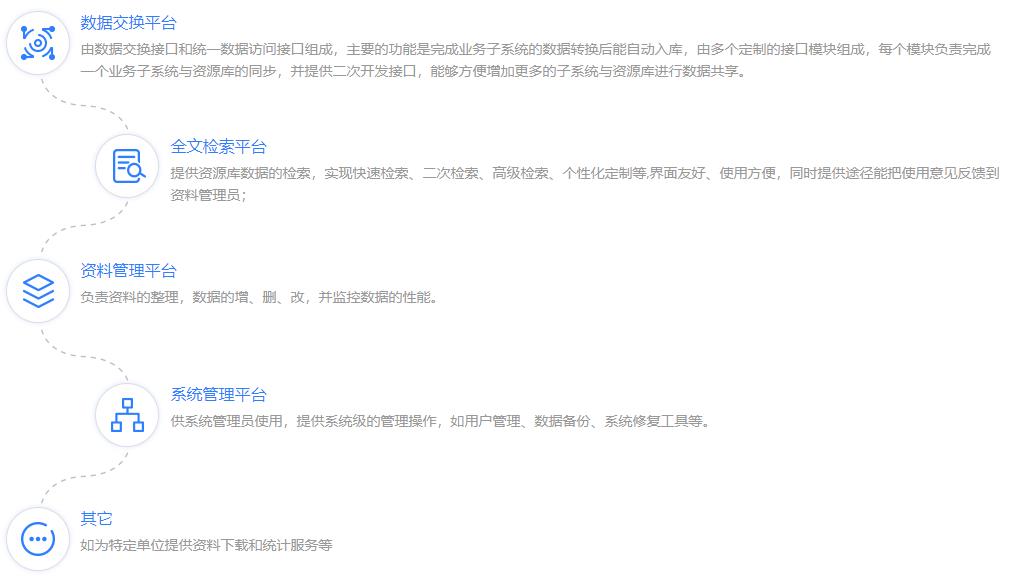 数据交换平台
由数据交换接口和统一数据访问接口组成，主要的功能是完成业务子系统的数据转换后能自动入库，由多个定制的接口模块组成，每个模块负责完成
一个业务子系统与资源库的同步，并提供二次开发接口，能够方便增加更多的子系统与资源库进行数据共享。
全文检索平台
提供资源库数据的检索，实现快速检索、二次检索、高级检索、个性化定制等.界面友好、使用方便，同时提供途径能把使用意见反馈到
资料管理员；
资料管理平台
负责资料的整理，数据的增、删、改，并监控数据的性能。
系统管理平台
供系统管理员使用，提供系统级的管理操作，如用户管理、数据备份、系统修复工具等。
其它
如为特定单位提供资料下载和统计服务等